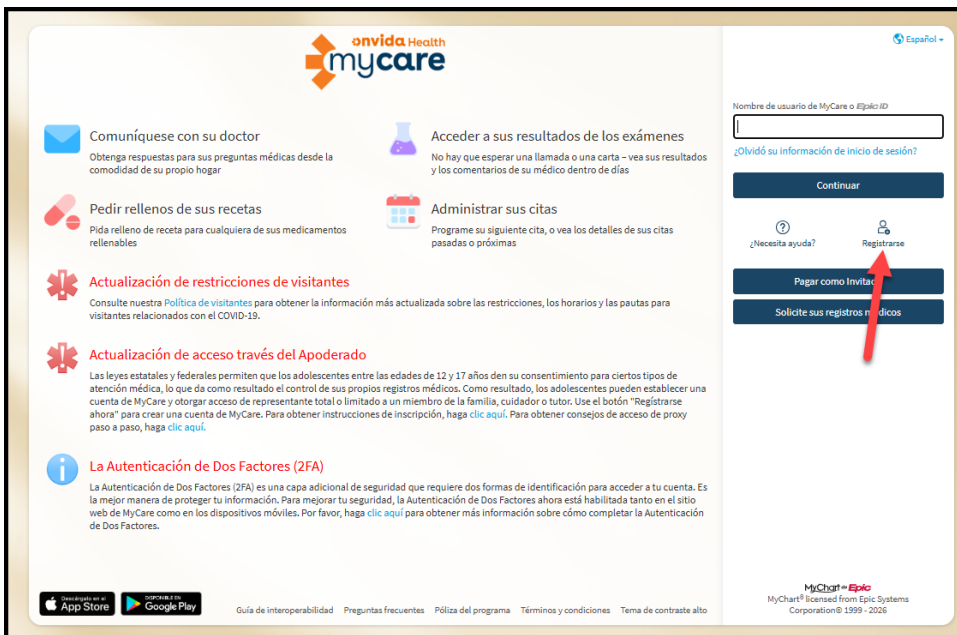 onvida Health
mycare
Español
Comuníquese con su doctor
Obtenga respuestas para sus preguntas médicas desde la
comodidad de su propio hogar
Acceder a sus resultados de los exámenes
No hay que esperar una llamada o una carta – vea sus resultados
y los comentarios de su médico dentro de días
Pedir rellenos de sus recetas
Pida relleno de receta para cualquiera de sus medicamentos
rellenables
Administrar sus citas
Programe su siguiente cita, o vea los detalles de sus citas
pasadas o próximas
Actualización de restricciones de visitantes
Consulte nuestra Política de visitantes para obtener la información más actualizada sobre las restricciones, los horarios y las pautas para
visitantes relacionados con el COVID-19.
Actualización de acceso través del Apoderado
Las leyes estatales y federales permiten que los adolescentes entre las edades de 12 y 17 años den su consentimiento para ciertos tipos de
atención médica, lo que da como resultado el control de sus propios registros médicos. Como resultado, los adolescentes pueden establecer una
cuenta de MyCare y otorgar acceso de representante total o limitado a un miembro de la familia, cuidador o tutor. Use el botón "Regístrarse
ahora" para crear una cuenta de MyCare. Para obtener instrucciones de inscripción, haga clic aquí. Para obtener consejos de acceso de proxy
paso a paso, haga clic aquí.
La Autenticación de Dos Factores (2FA)
La Autenticación de Dos Factores (2FA) es una capa adicional de seguridad que requiere dos formas de identificación para acceder a tu cuenta. Es
la mejor manera de proteger tu información. Para mejorar tu seguridad, la Autenticación de Dos Factores ahora está habilitada tanto en el sitio
web de MyCare como en los dispositivos móviles. Por favor, haga clic aquí para obtener más información sobre cómo completar la Autenticación
de Dos Factores.
Nombre de usuario de MyCare o Epic ID
¿Olvidó su información de inicio de sesión?
Continuar
¿Necesita ayuda?
Registrarse
Pagar como Invitado
Solicite sus registros médicos
Descárgalo en el
App Store
DISPONIBLE EN
Google Play
Guía de interoperabilidad Preguntas frecuentes Póliza del programa Términos y condiciones Tema de contraste alto
MyChart Epic
MyChart® licensed from Epic Systems
Corporation© 1999 - 2026